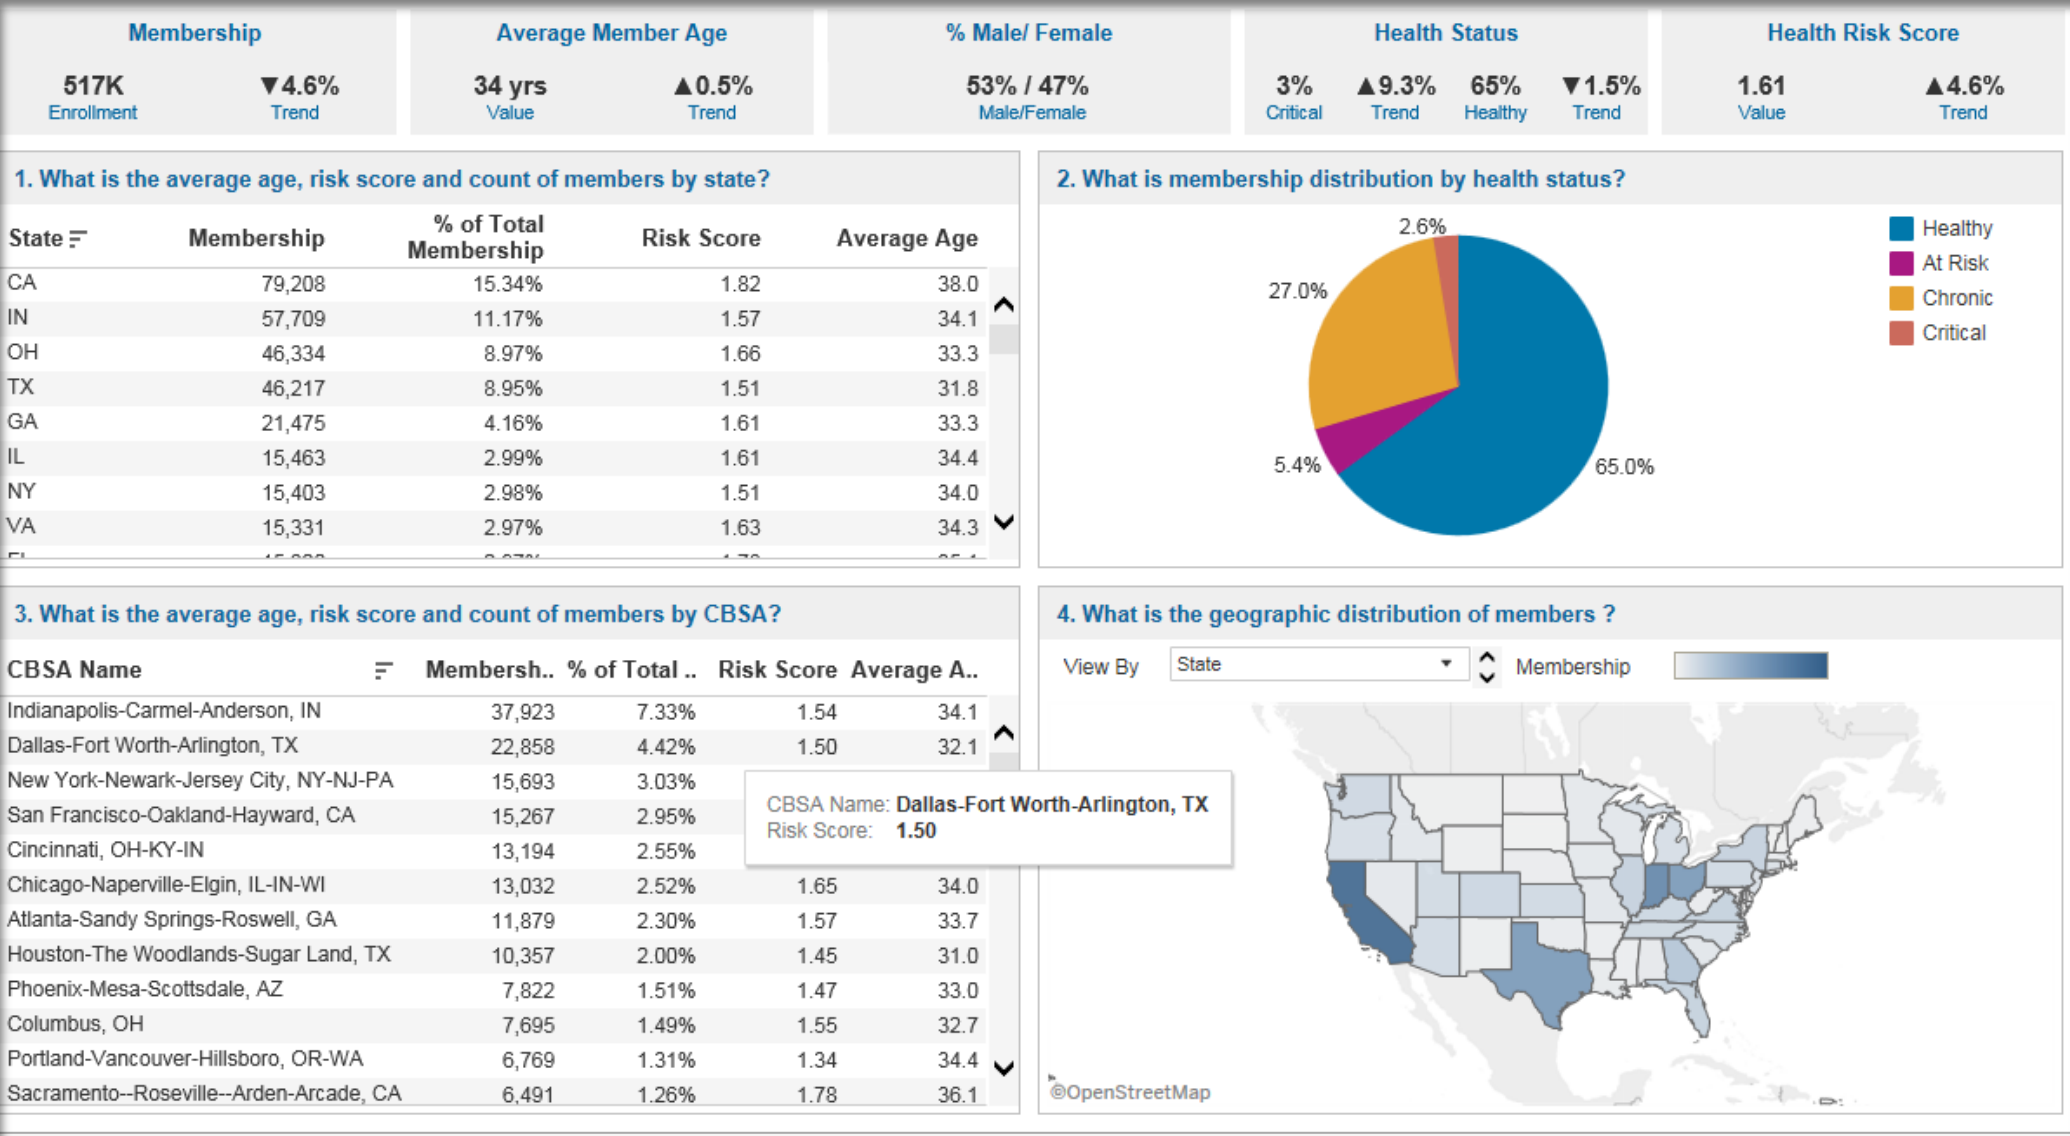 Membership
517K ▼4.6%
Enrollment Trend
Average Member Age
34 yrs ▲0.5%
Value Trend
% Male/ Female
53% / 47%
Male/Female
Health Status
3% ▲9.3% 65% ▼1.5%
Critical Trend Healthy Trend
Health Risk Score
1.61 ▲4.6%
Value Trend
1. What is the average age, risk score and count of members by state?
State Membership % of Total Membership Risk Score Average Age
CA 79,208 15.34% 1.82 38.0
IN 57,709 11.17% 1.57 34.1
OH 46,334 8.97% 1.66 33.3
TX 46,217 8.95% 1.51 31.8
GA 21,475 4.16% 1.61 33.3
IL 15,463 2.99% 1.61 34.4
NY 15,403 2.98% 1.51 34.0
VA 15,331 2.97% 1.63 34.3
2. What is membership distribution by health status?
2.6%
27.0%
5.4%
65.0%
Healthy
At Risk
Chronic
Critical
3. What is the average age, risk score and count of members by CBSA?
CBSA Name Membersh.. % of Total .. Risk Score Average A..
Indianapolis-Carmel-Anderson, IN 37,923 7.33% 1.54 34.1
Dallas-Fort Worth-Arlington, TX 22,858 4.42% 1.50 32.1
New York-Newark-Jersey City, NY-NJ-PA 15,693 3.03%
San Francisco-Oakland-Hayward, CA 15,267 2.95%
Cincinnati, OH-KY-IN 13,194 2.55%
Chicago-Naperville-Elgin, IL-IN-WI 13,032 2.52% 1.65 34.0
Atlanta-Sandy Springs-Roswell, GA 11,879 2.30% 1.57 33.7
Houston-The Woodlands-Sugar Land, TX 10,357 2.00% 1.45 31.0
Phoenix-Mesa-Scottsdale, AZ 7,822 1.51% 1.47 33.0
Columbus, OH 7,695 1.49% 1.55 32.7
Portland-Vancouver-Hillsboro, OR-WA 6,769 1.31% 1.34 34.4
Sacramento--Roseville--Arden-Arcade, CA 6,491 1.26% 1.78 36.1
CBSA Name: Dallas-Fort Worth-Arlington, TX
Risk Score: 1.50
4. What is the geographic distribution of members ?
View By State Membership
©OpenStreetMap